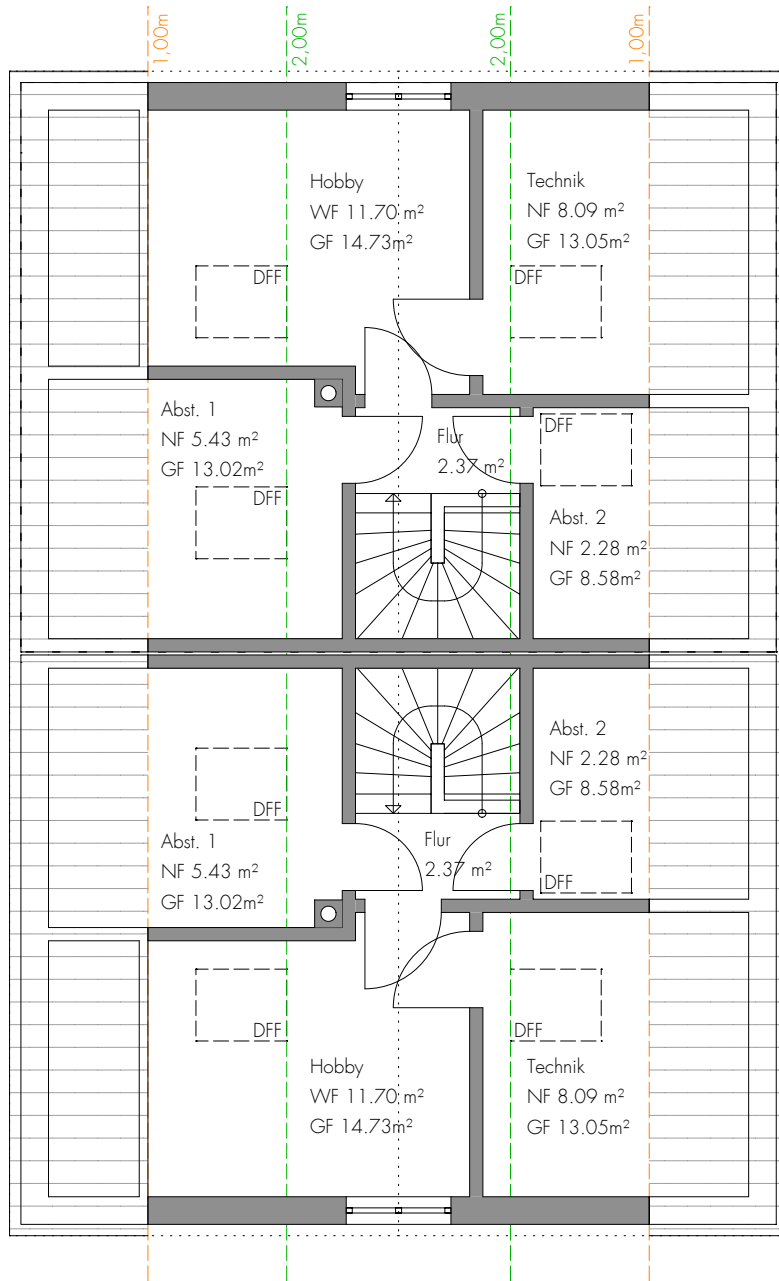 1,00m
2,00m
2,00m
1,00m
Hobby
WF 11.70 m²
GF 14.73m²
Technik
NF 8.09 m²
GF 13.05m²
DFF
DFF
Abst. 1
NF 5.43 m²
GF 13.02m²
DFF
Flur
2.37 m²
DFF
Abst. 2
NF 2.28 m²
GF 8.58m²
Abst. 2
NF 2.28 m²
GF 8.58m²
DFF
Abst. 1
NF 5.43 m²
GF 13.02m²
Flur
2.37 m²
DFF
DFF
DFF
Hobby
WF 11.70 m²
GF 14.73m²
Technik
NF 8.09 m²
GF 13.05m²